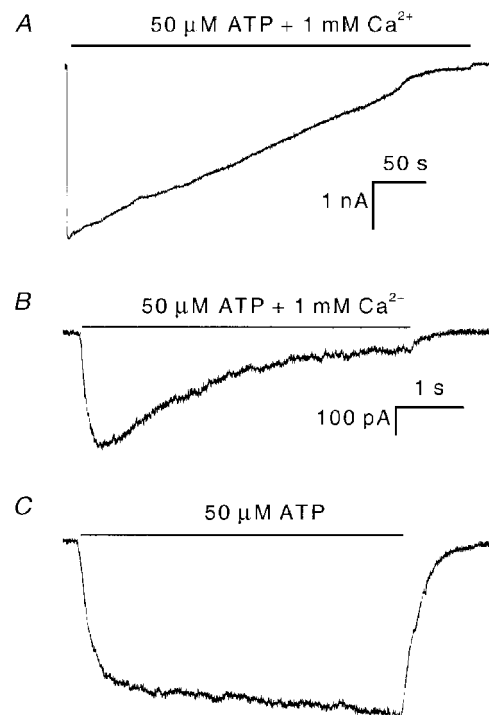 A
50 μM ATP + 1 mM Ca²⁺
50 s
1 nA
B
50 μM ATP + 1 mM Ca²⁻
1 s
100 pA
C
50 μM ATP